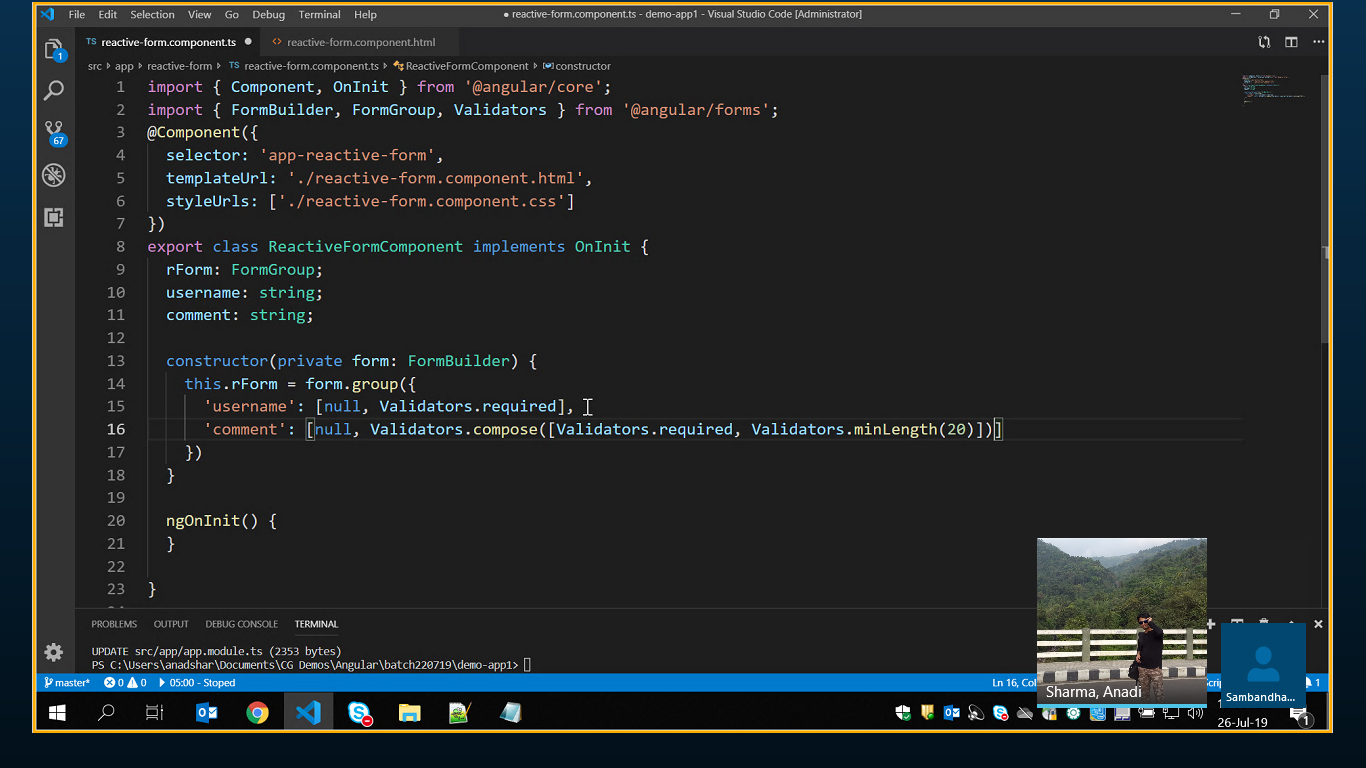 File Edit Selection View Go Debug Terminal Help
● reactive-form.component.ts - demo-app1 - Visual Studio Code [Administrator]
TS reactive-form.component.ts ●
<> reactive-form.component.html
src > app > reactive-form > TS reactive-form.component.ts > ReactiveFormComponent > constructor
1 import { Component, OnInit } from '@angular/core';
2 import { FormBuilder, FormGroup, Validators } from '@angular/forms';
3 @Component({
4 selector: 'app-reactive-form',
5 templateUrl: './reactive-form.component.html',
6 styleUrls: ['./reactive-form.component.css']
7 })
8 export class ReactiveFormComponent implements OnInit {
9 rForm: FormGroup;
10 username: string;
11 comment: string;
12
13 constructor(private form: FormBuilder) {
14 this.rForm = form.group({
15 'username': [null, Validators.required],
16 'comment': [null, Validators.compose([Validators.required, Validators.minLength(20)])]
17 })
18 }
19
20 ngOnInit() {
21 }
22
23 }
1
67
PROBLEMS OUTPUT DEBUG CONSOLE TERMINAL
UPDATE src/app/app.module.ts (2353 bytes)
PS C:\Users\anadshar\Documents\CG Demos\Angular\batch220719\demo-app1>
master* 0 0 05:00 - Stoped
Ln 16, Col
1
Sharma, Anadi
Sambandha...
26-Jul-19
1